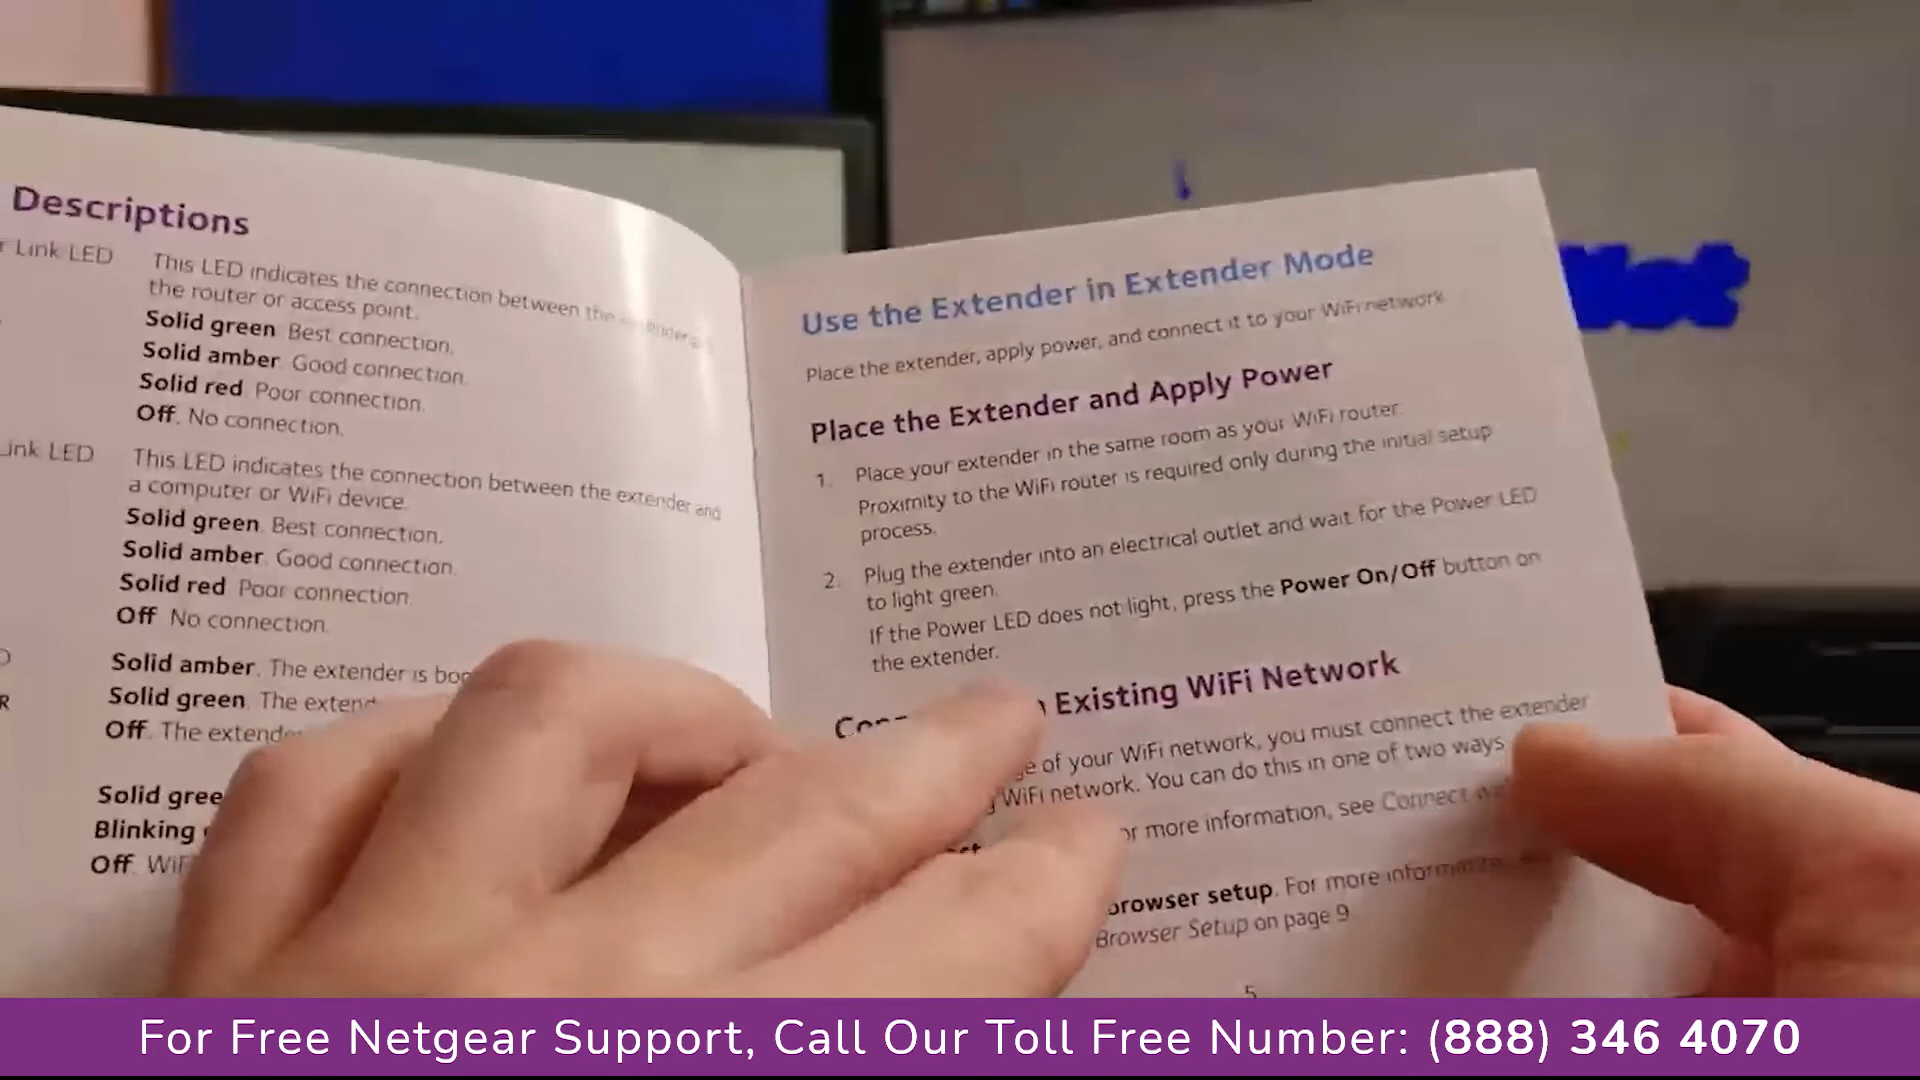 Descriptions
Link LED
This LED indicates the connection between the extender
the router or access point.
Solid green. Best connection.
Solid amber. Good connection.
Solid red. Poor connection.
Off. No connection.
Link LED
This LED indicates the connection between the extender and
a computer or WiFi device.
Solid green. Best connection.
Solid amber. Good connection.
Solid red. Poor connection.
Off. No connection.
Solid amber. The extender is
Solid green. The
Off. The
Solid
Blinking
Off.
Use the Extender in Extender Mode
Place the extender, apply power, and connect it to your WiFi network.
Place the Extender and Apply Power
1. Place your extender in the same room as your WiFi router.
Proximity to the WiFi router is required only during the initial setup
process.
2. Plug the extender into an electrical outlet and wait for the Power LED
to light green.
If the Power LED does not light, press the Power On/Off button on
the extender.
Existing WiFi Network
of your WiFi network, you must connect the extender
WiFi network. You can do this in one of two ways
more information, see Connect
browser setup. For more
Browser Setup on page 9.
5
For Free Netgear Support, Call Our Toll Free Number: (888) 346 4070